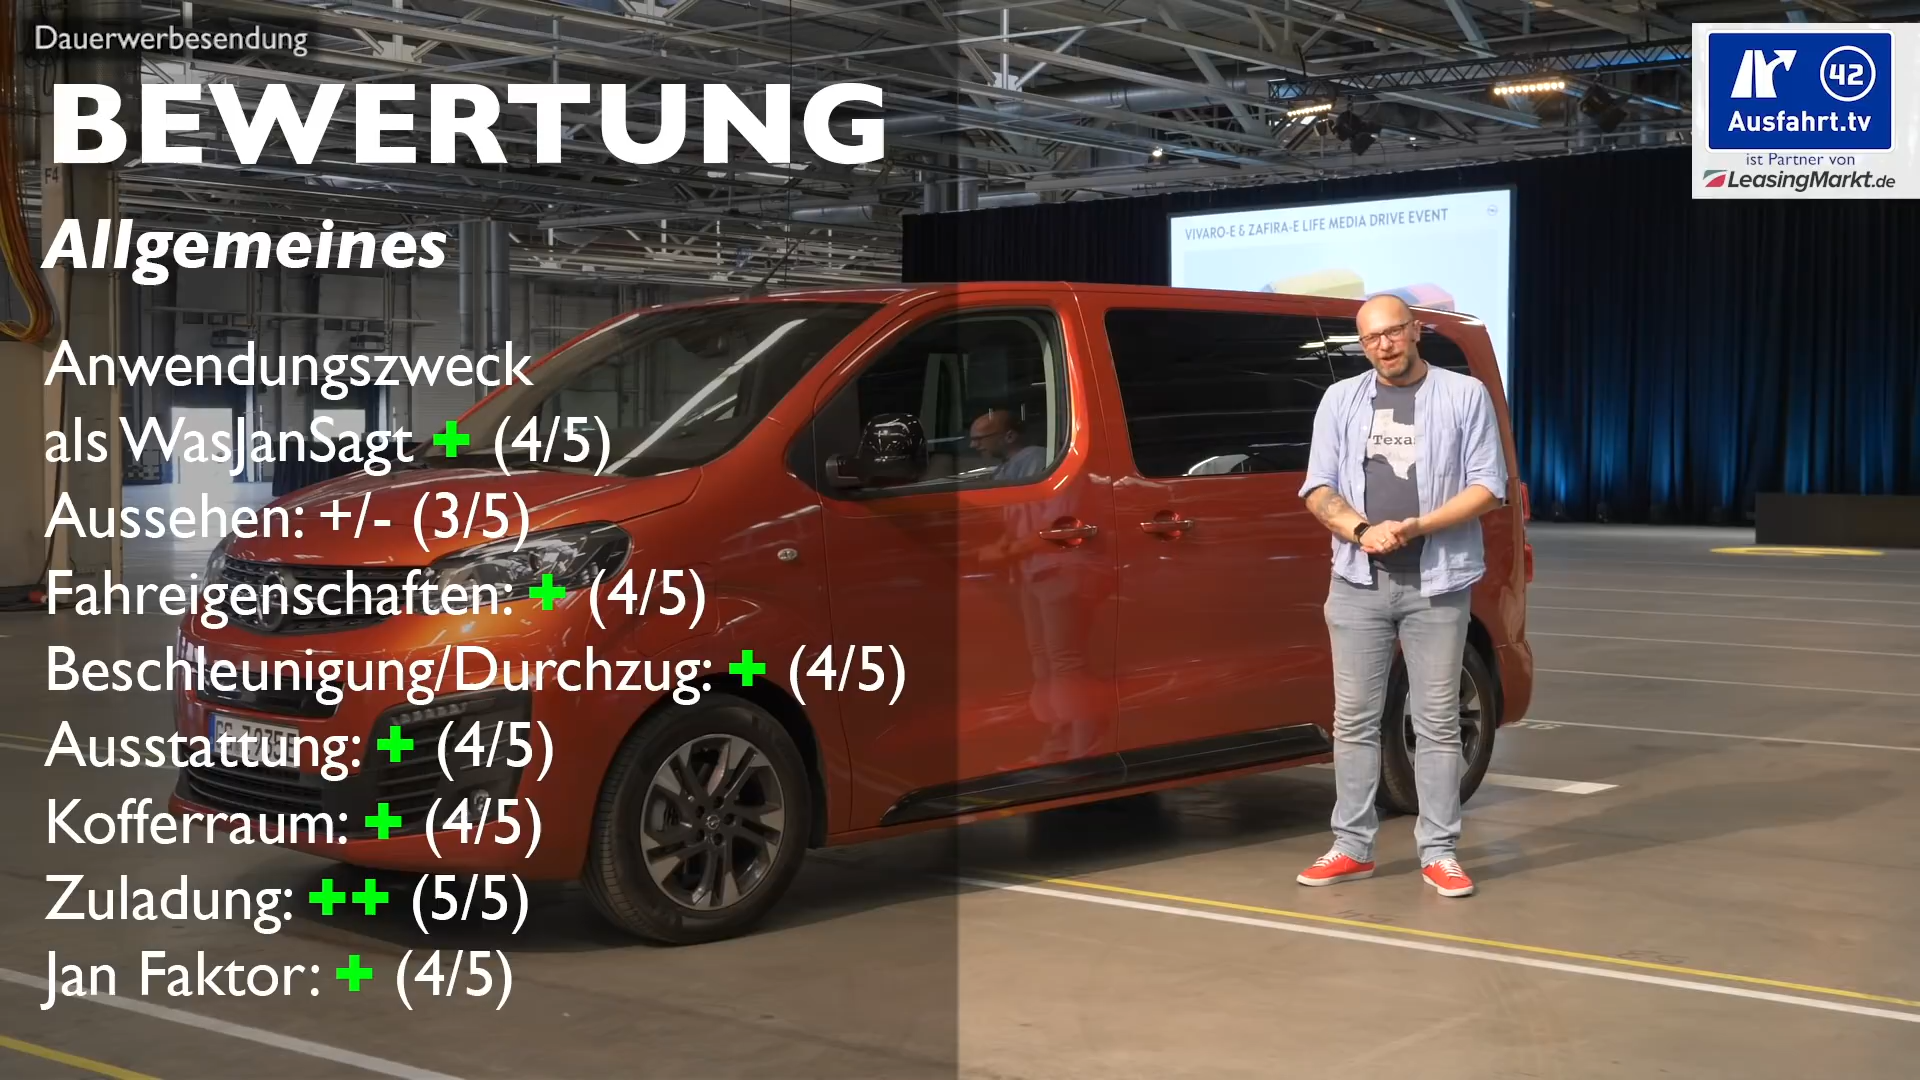 Dauerwerbesendung
BEWERTUNG
Allgemeines
Anwendungszweck
als WasJanSagt + (4/5)
Aussehen: +/- (3/5)
Fahreigenschaften: + (4/5)
Beschleunigung/Durchzug: + (4/5)
Ausstattung: + (4/5)
Kofferraum: + (4/5)
Zuladung: ++ (5/5)
Jan Faktor: + (4/5)
42
Ausfahrt.tv
ist Partner von
LeasingMarkt.de
VIVARO-E & ZAFIRA-E LIFE MEDIA DRIVE EVENT
Texas
F4